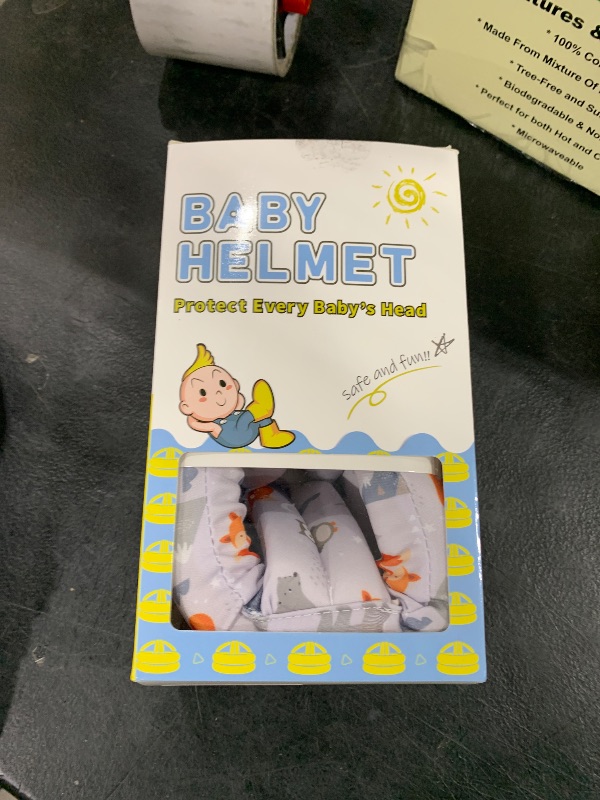 tures &
* 100% Co
* Made From Mixture Of
* Tree-Free and Su
* Biodegradable & No
* Perfect for both Hot and C
* Microwaveable
BABY
HELMET
Protect Every Baby's Head
safe and fun!!